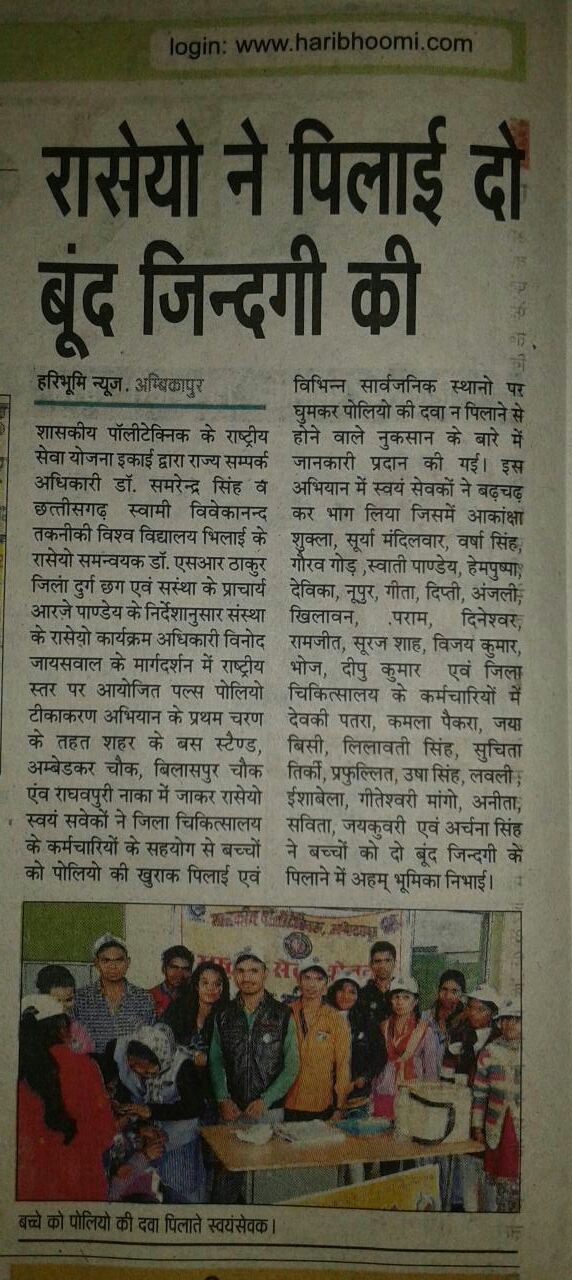 login: www.haribhoomi.com
रासेयो ने पिलाई दो
बूंद जिन्दगी की
हरिभूमि न्यूज. अम्बिकापुर
शासकीय पॉलीटेक्निक के राष्ट्रीय
सेवा योजना इकाई द्वारा राज्य सम्पर्क
अधिकारी डॉ. समरेन्द्र सिंह व
छत्तीसगढ़ स्वामी विवेकानन्द
तकनीकी विश्व विद्यालय भिलाई के
रासेयो समन्वयक डॉ. एसआर ठाकुर
जिला दुर्ग छग एवं सस्था के प्राचार्य
आरजे पाण्डेय के निर्देशानुसार संस्था
के रासेयो कार्यक्रम अधिकारी विनोद
जायसवाल के मार्गदर्शन में राष्ट्रीय
स्तर पर आयोजित पल्स पोलियो
टीकाकरण अभियान के प्रथम चरण
के तहत शहर के बस स्टैण्ड,
अम्बेडकर चौक, बिलासपुर चौक
एंव राघवपुरी नाका में जाकर रासेयो
स्वयं सवेकों ने जिला चिकित्सालय
के कर्मचारियों के सहयोग से बच्चों
को पोलियो की खुराक पिलाई एवं
विभिन्न सार्वजनिक स्थानो पर
घुमकर पोलियो की दवा न पिलाने से
होने वाले नुकसान के बारे में
जानकारी प्रदान की गई। इस
अभियान में स्वयं सेवकों ने बढ़चढ़
कर भाग लिया जिसमें आकांक्षा
शुक्ला, सूर्या मंदिलवार, वर्षा सिंह,
गौरव गोड़ ,स्वाती पाण्डेय, हेमपुष्पा,
देविका, नूपुर, गीता, दिप्ती, अंजली,
खिलावन, .पराम, दिनेश्वर,
रामजीत, सूरज शाह, विजय कुमार,
भोज, दीपु कुमार एवं जिला
चिकित्सालय के कर्मचारियों में
देवकी पतरा, कमला पैकरा, जया
बिसी, लिलावती सिंह, सुचिता
तिर्की, प्रफुल्लित, उषा सिंह, लवली,
ईशाबेला, गीतेश्वरी मांगो, अनीता,
सविता, जयकुवरी एवं अर्चना सिंह
ने बच्चों को दो बूंद जिन्दगी के
पिलाने में अहम् भूमिका निभाई।
बच्चे को पोलियो की दवा पिलाते स्वयंसेवक।